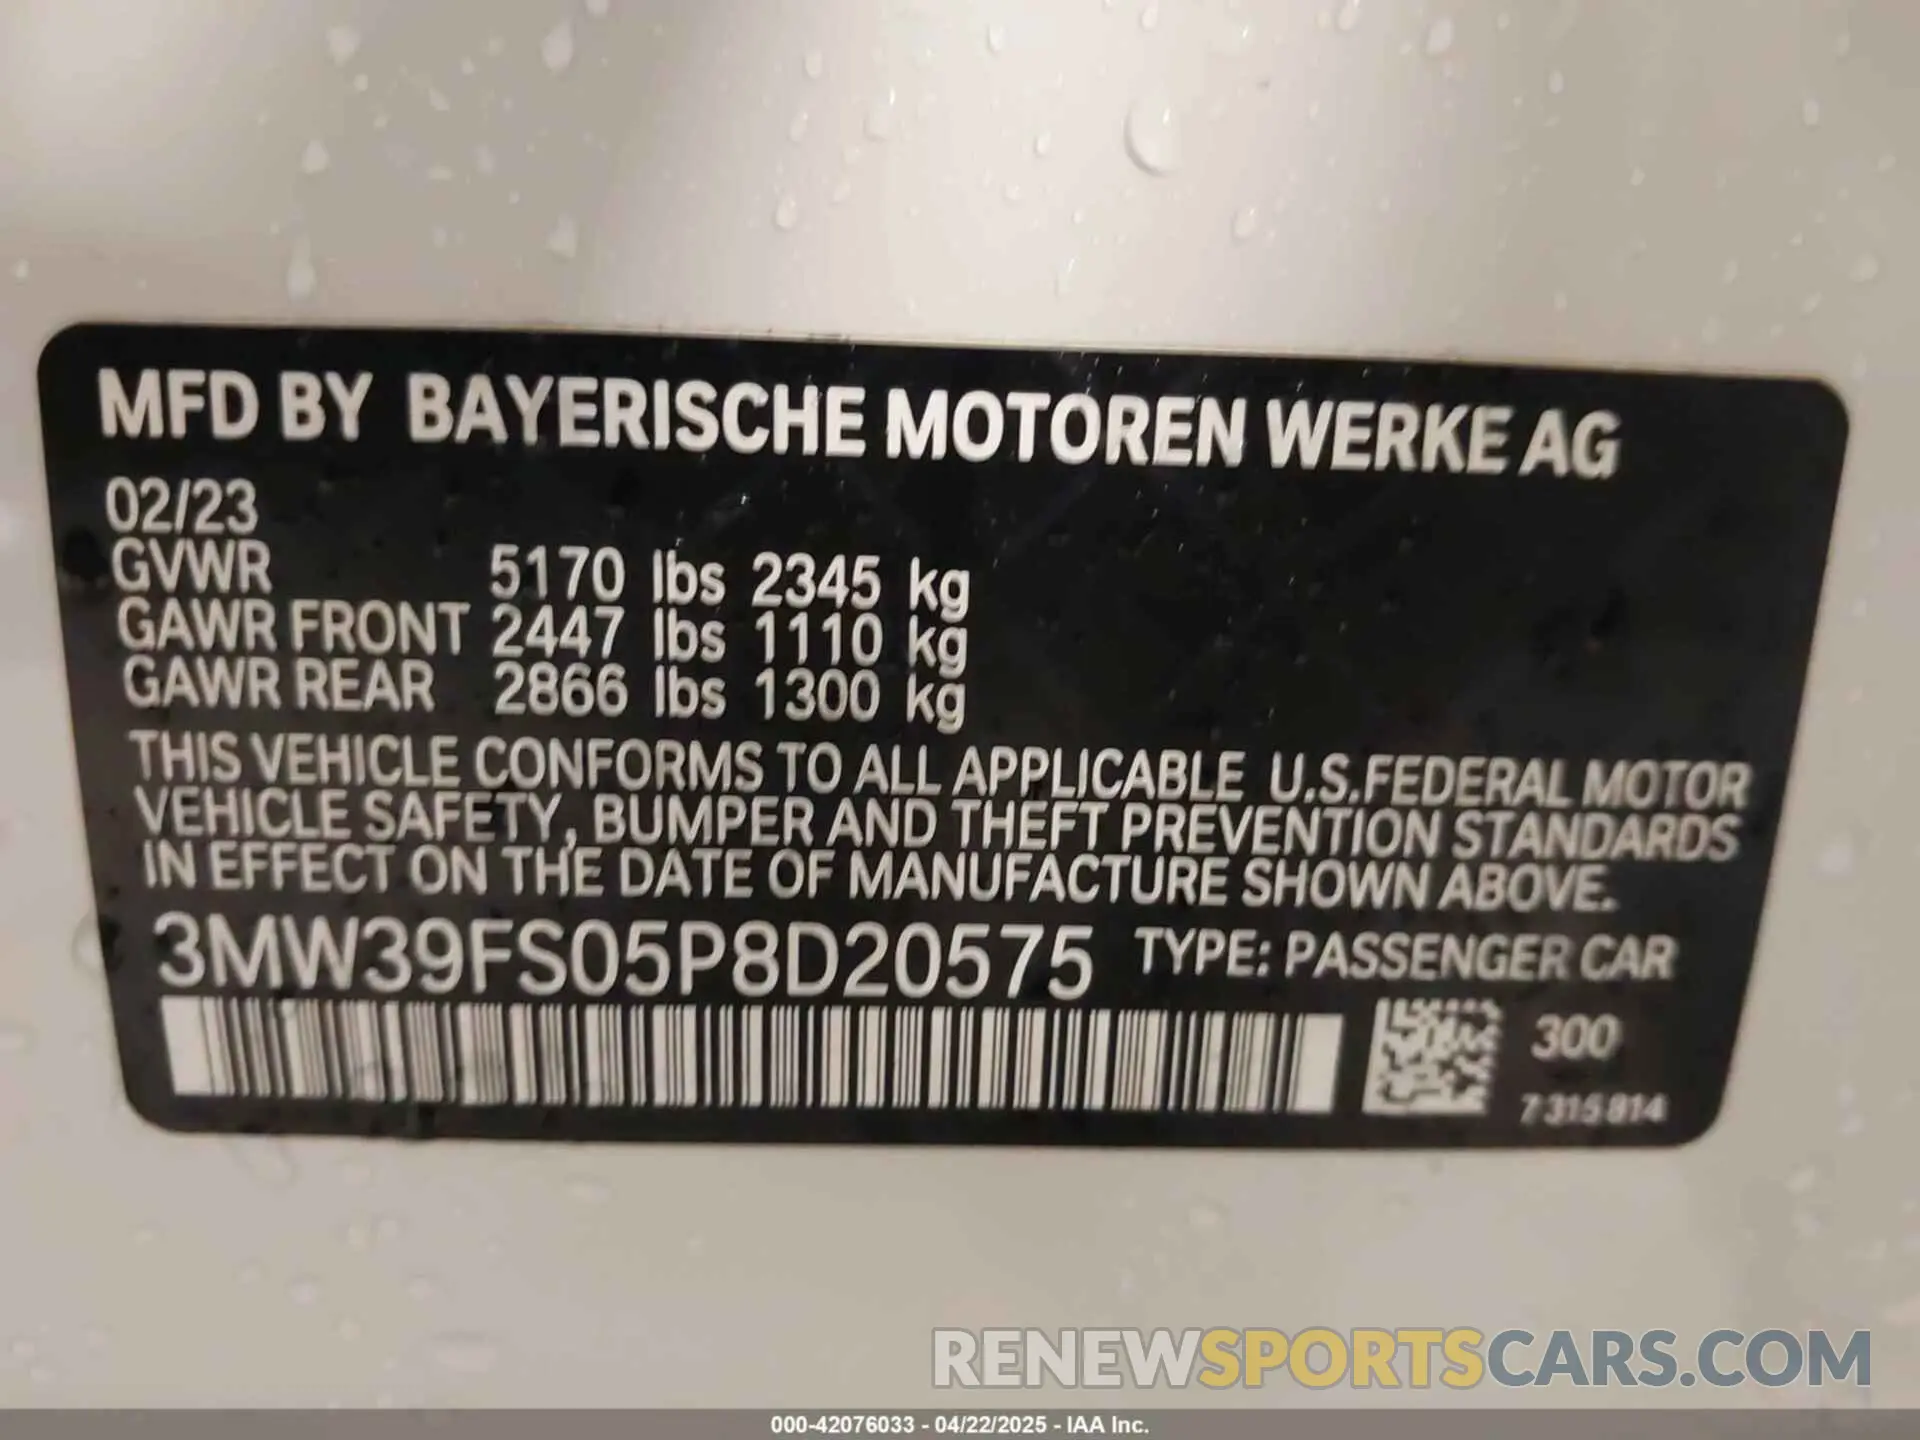 MFD BY BAYERISCHE MOTOREN WERKE AG
02/23
GVWR 5170 lbs 2345 kg
GAWR FRONT 2447 lbs 1110 kg
GAWR REAR 2866 lbs 1300 kg
THIS VEHICLE CONFORMS TO ALL APPLICABLE U.S.FEDERAL MOTOR
VEHICLE SAFETY, BUMPER AND THEFT PREVENTION STANDARDS
IN EFFECT ON THE DATE OF MANUFACTURE SHOWN ABOVE.
3MW39FS05P8D20575 TYPE: PASSENGER CAR
300
7 315 814
RENEWSPORTSCARS.COM
000-42076033 - 04/22/2025 - IAA Inc.